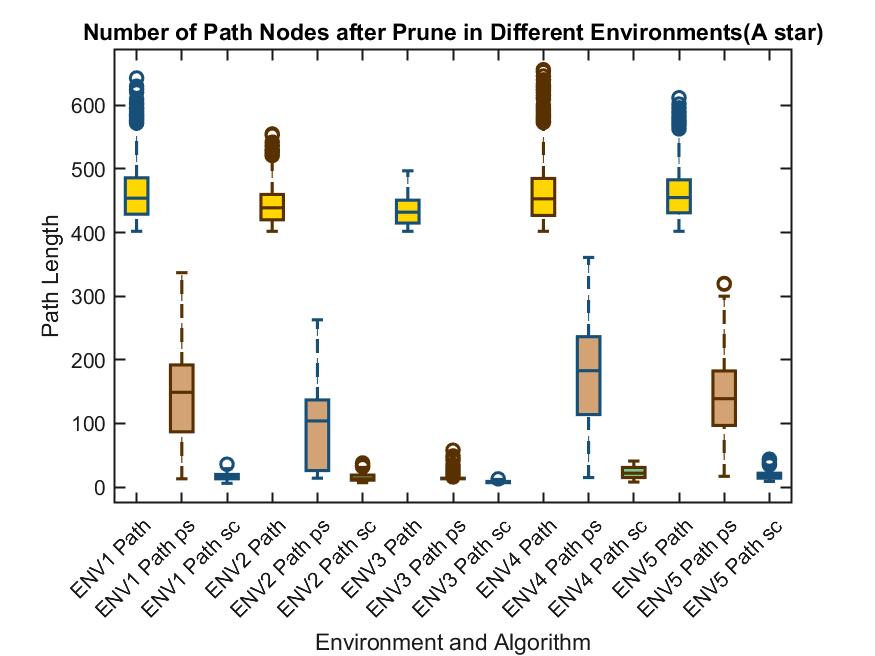 Number of Path Nodes after Prune in Different Environments(A star)
Path Length
600
500
400
300
200
100
0
ENV1 Path
ENV1 Path ps
ENV1 Path sc
ENV2 Path
ENV2 Path ps
ENV2 Path sc
ENV3 Path
ENV3 Path ps
ENV3 Path sc
ENV4 Path
ENV4 Path ps
ENV4 Path sc
ENV5 Path
ENV5 Path ps
ENV5 Path sc
Environment and Algorithm